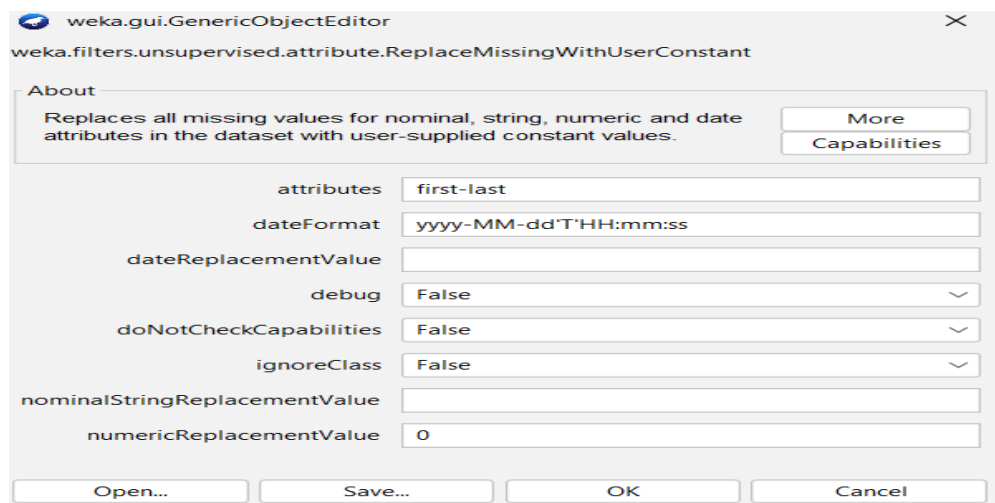 weka.gui.GenericObjectEditor
weka.filters.unsupervised.attribute.ReplaceMissingWithUserConstant
About
Replaces all missing values for nominal, string, numeric and date
attributes in the dataset with user-supplied constant values.
More
Capabilities
attributes first-last
dateFormat yyyy-MM-dd'T'HH:mm:ss
dateReplacementValue
debug False
doNotCheckCapabilities False
ignoreClass False
nominalStringReplacementValue
numericReplacementValue 0
Open... Save... OK Cancel